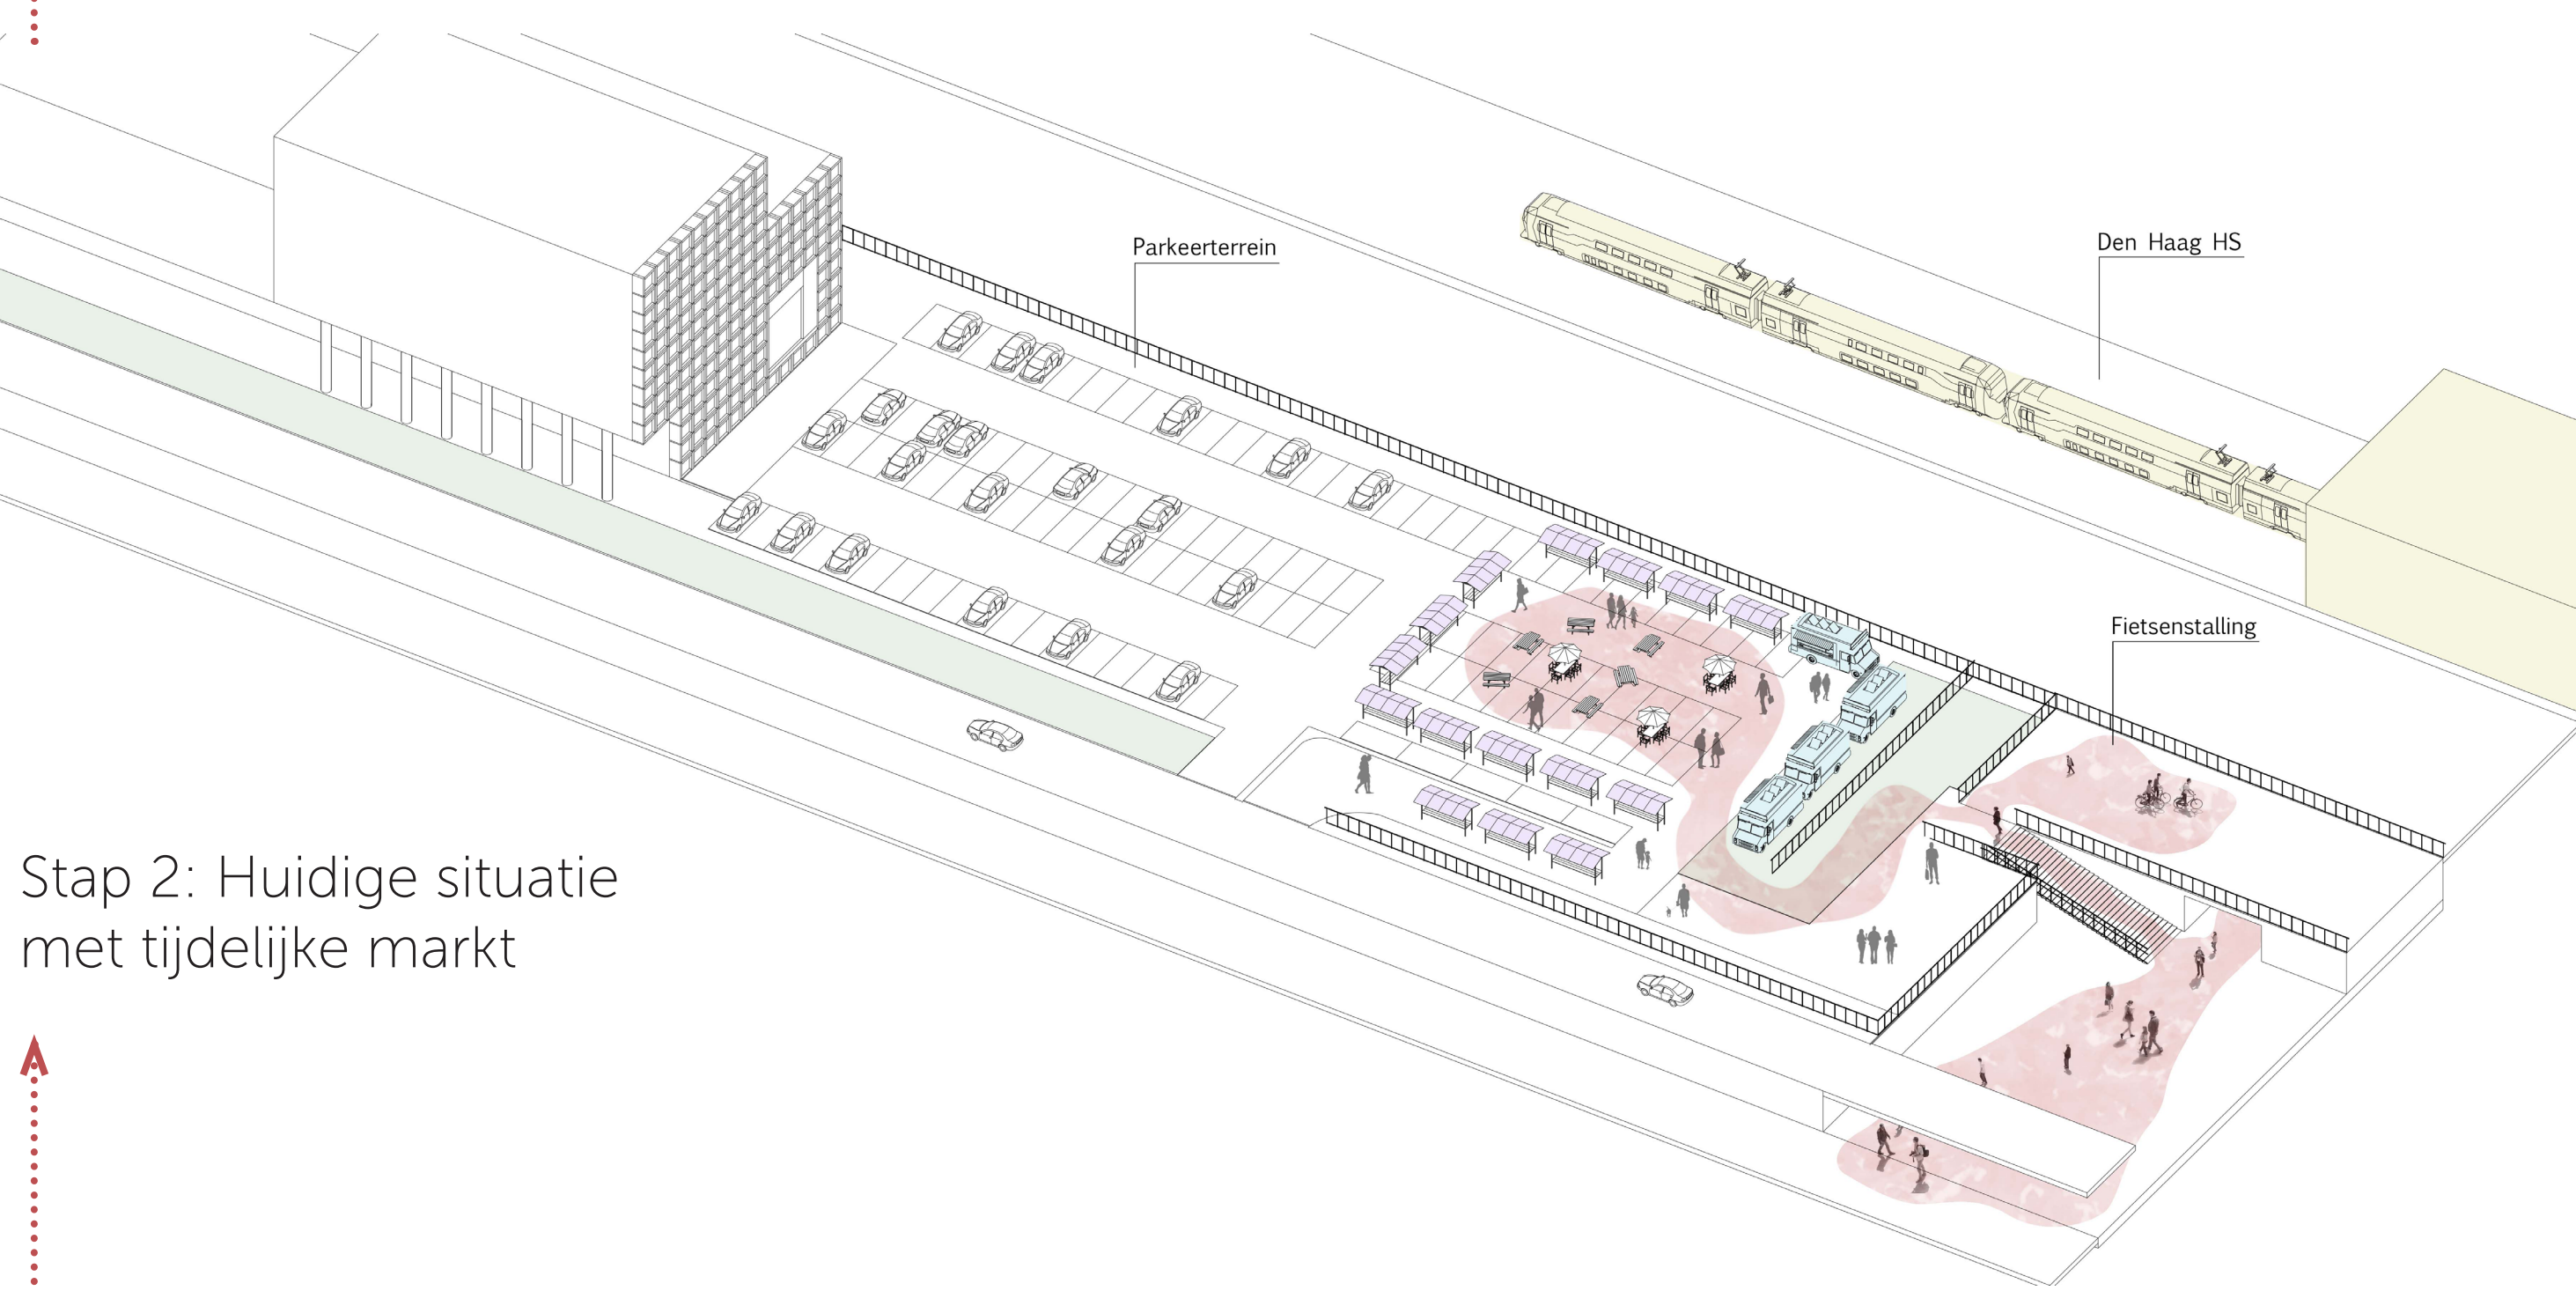 Parkeerterrein
Den Haag HS
Fietsenstalling
Stap 2: Huidige situatie
met tijdelijke markt